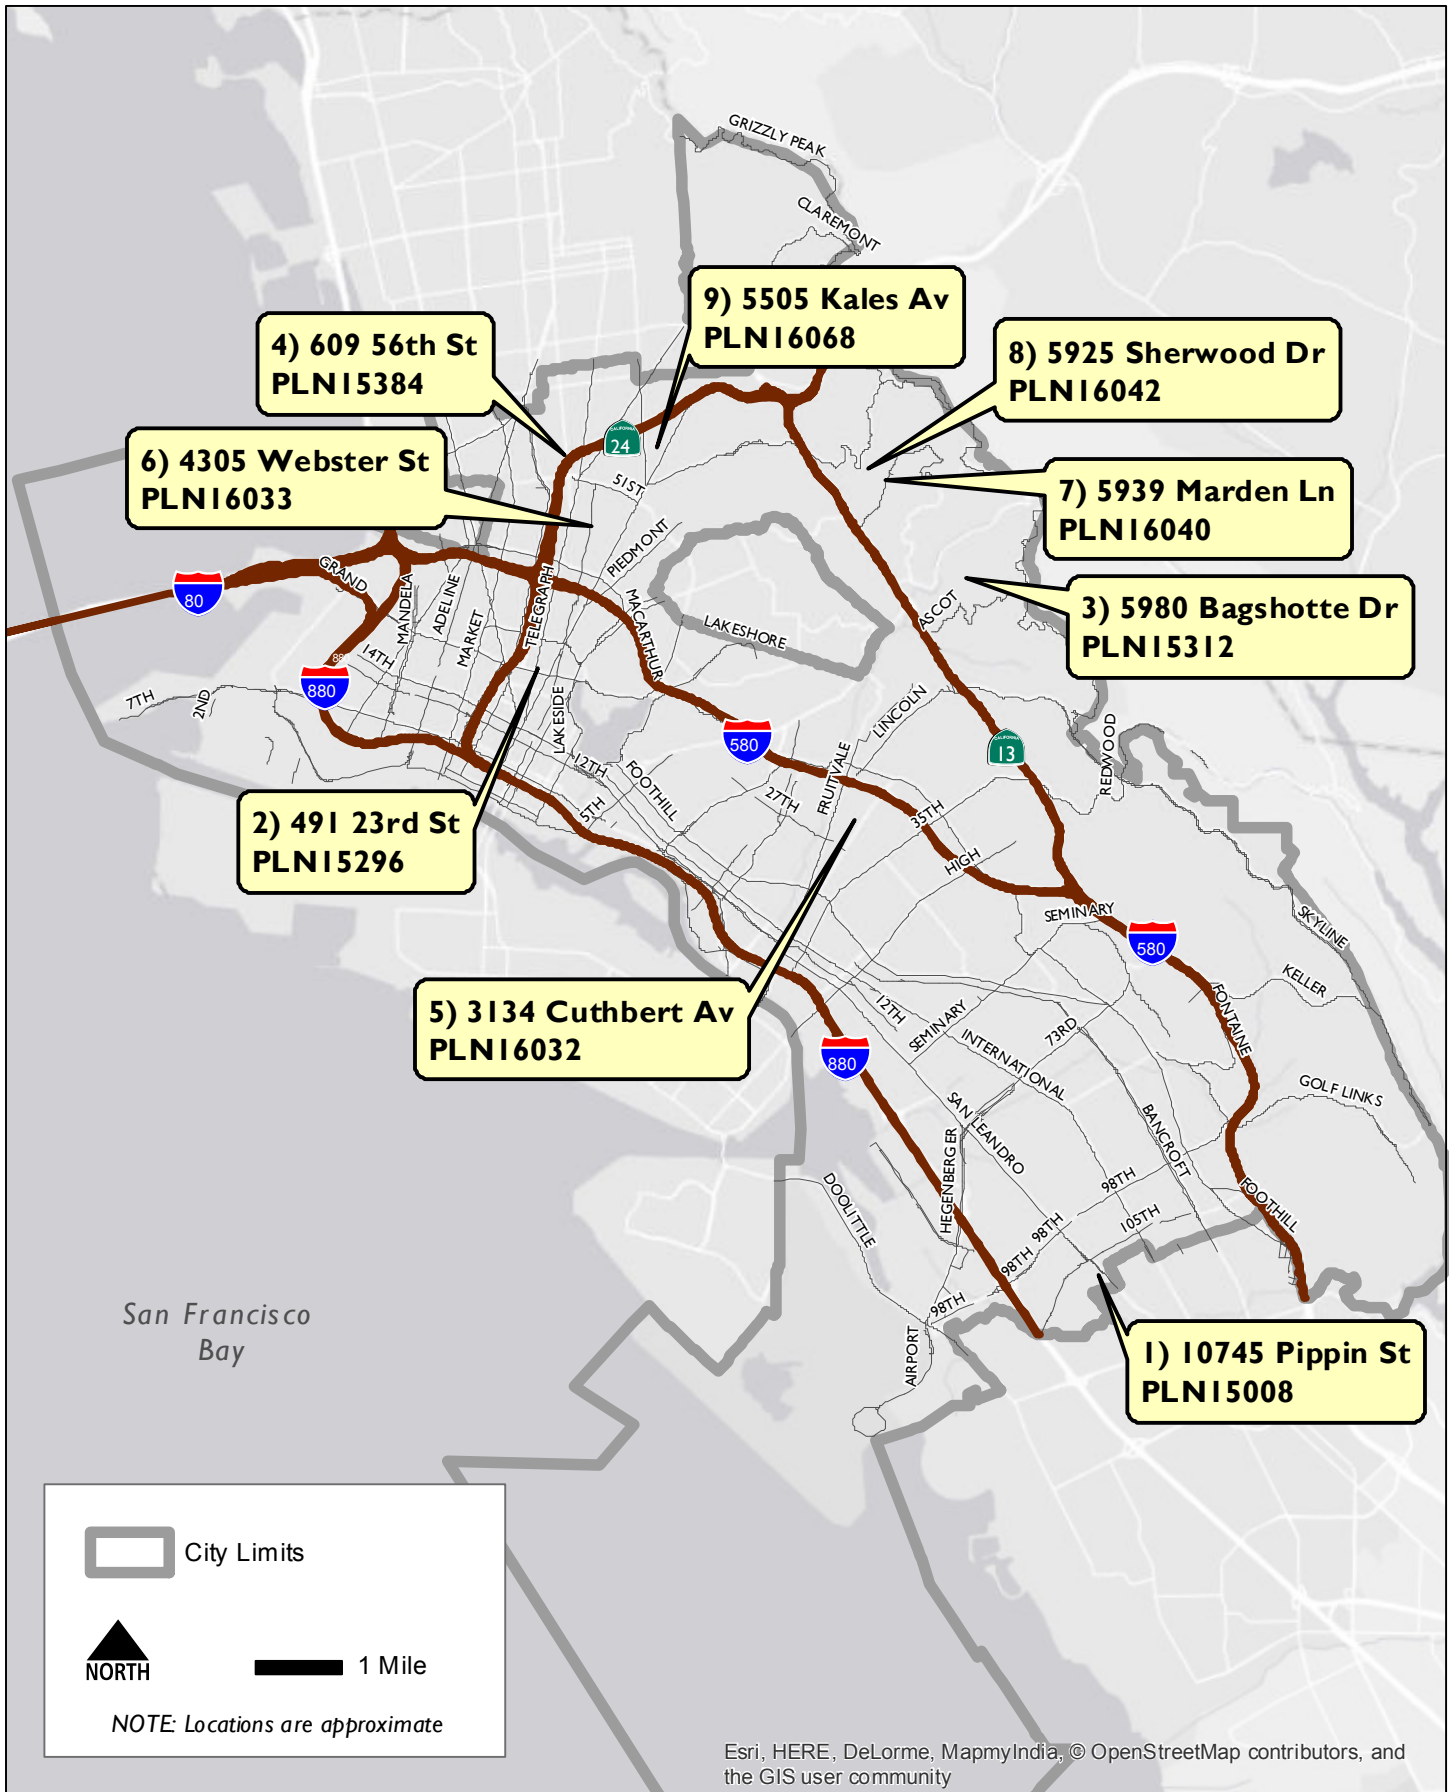 GRIZZLY PEAK
CLAREMONT
9) 5505 Kales Av
PLN16068
4) 609 56th St
PLN15384
8) 5925 Sherwood Dr
PLN16042
CALIFORNIA
24
6) 4305 Webster St
PLN16033
51ST
7) 5939 Marden Ln
PLN16040
PIEDMONT
GRAND
80
MANDELA
ADELINE
MARKET
TELEGRAPH
MACARTHUR
LAKESHORE
ASCOT
3) 5980 Bagshotte Dr
PLN15312
14TH
880
7TH
2ND
LAKESIDE
580
LINCOLN
FRUITVALE
CALIFORNIA
13
REDWOOD
12TH
FOOTHILL
5TH
27TH
35TH
HIGH
2) 491 23rd St
PLN15296
SEMINARY
580
SKYLINE
KELLER
FONTAINE
5) 3134 Cuthbert Av
PLN16032
12TH
SEMINARY
73RD
INTERNATIONAL
880
GOLF LINKS
SAN LEANDRO
BANCROFT
HEGENBERGER
DOOLITTLE
98TH
105TH
FOOTHILL
98TH
98TH
98TH
AIRPORT
San Francisco
Bay
1) 10745 Pippin St
PLN15008
City Limits
NORTH
1 Mile
NOTE: Locations are approximate
Esri, HERE, DeLorme, MapmyIndia, © OpenStreetMap contributors, and
the GIS user community